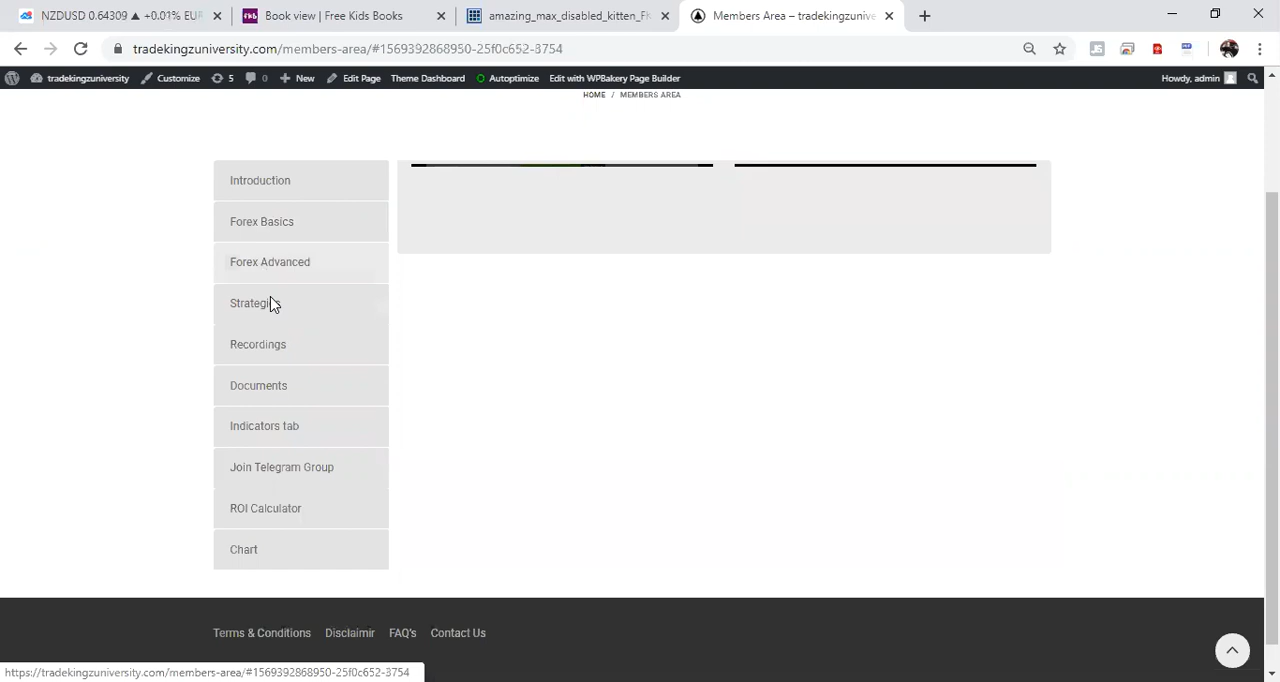 NZDUSD 0.64309 ▲ +0.01% EUR
Book view | Free Kids Books
amazing_max_disabled_kitten_FK
Members Area – tradekingzunive
tradekingzuniversity.com/members-area/#1569392868950-25f0c652-3754
tradekingzuniversity
Customize
5
0
New
Edit Page
Theme Dashboard
Autoptimize
Edit with WPBakery Page Builder
Howdy, admin
HOME / MEMBERS AREA
Introduction
Forex Basics
Forex Advanced
Strategies
Recordings
Documents
Indicators tab
Join Telegram Group
ROI Calculator
Chart
Terms & Conditions
Disclaimir
FAQ's
Contact Us
https://tradekingzuniversity.com/members-area/#1569392868950-25f0c652-3754